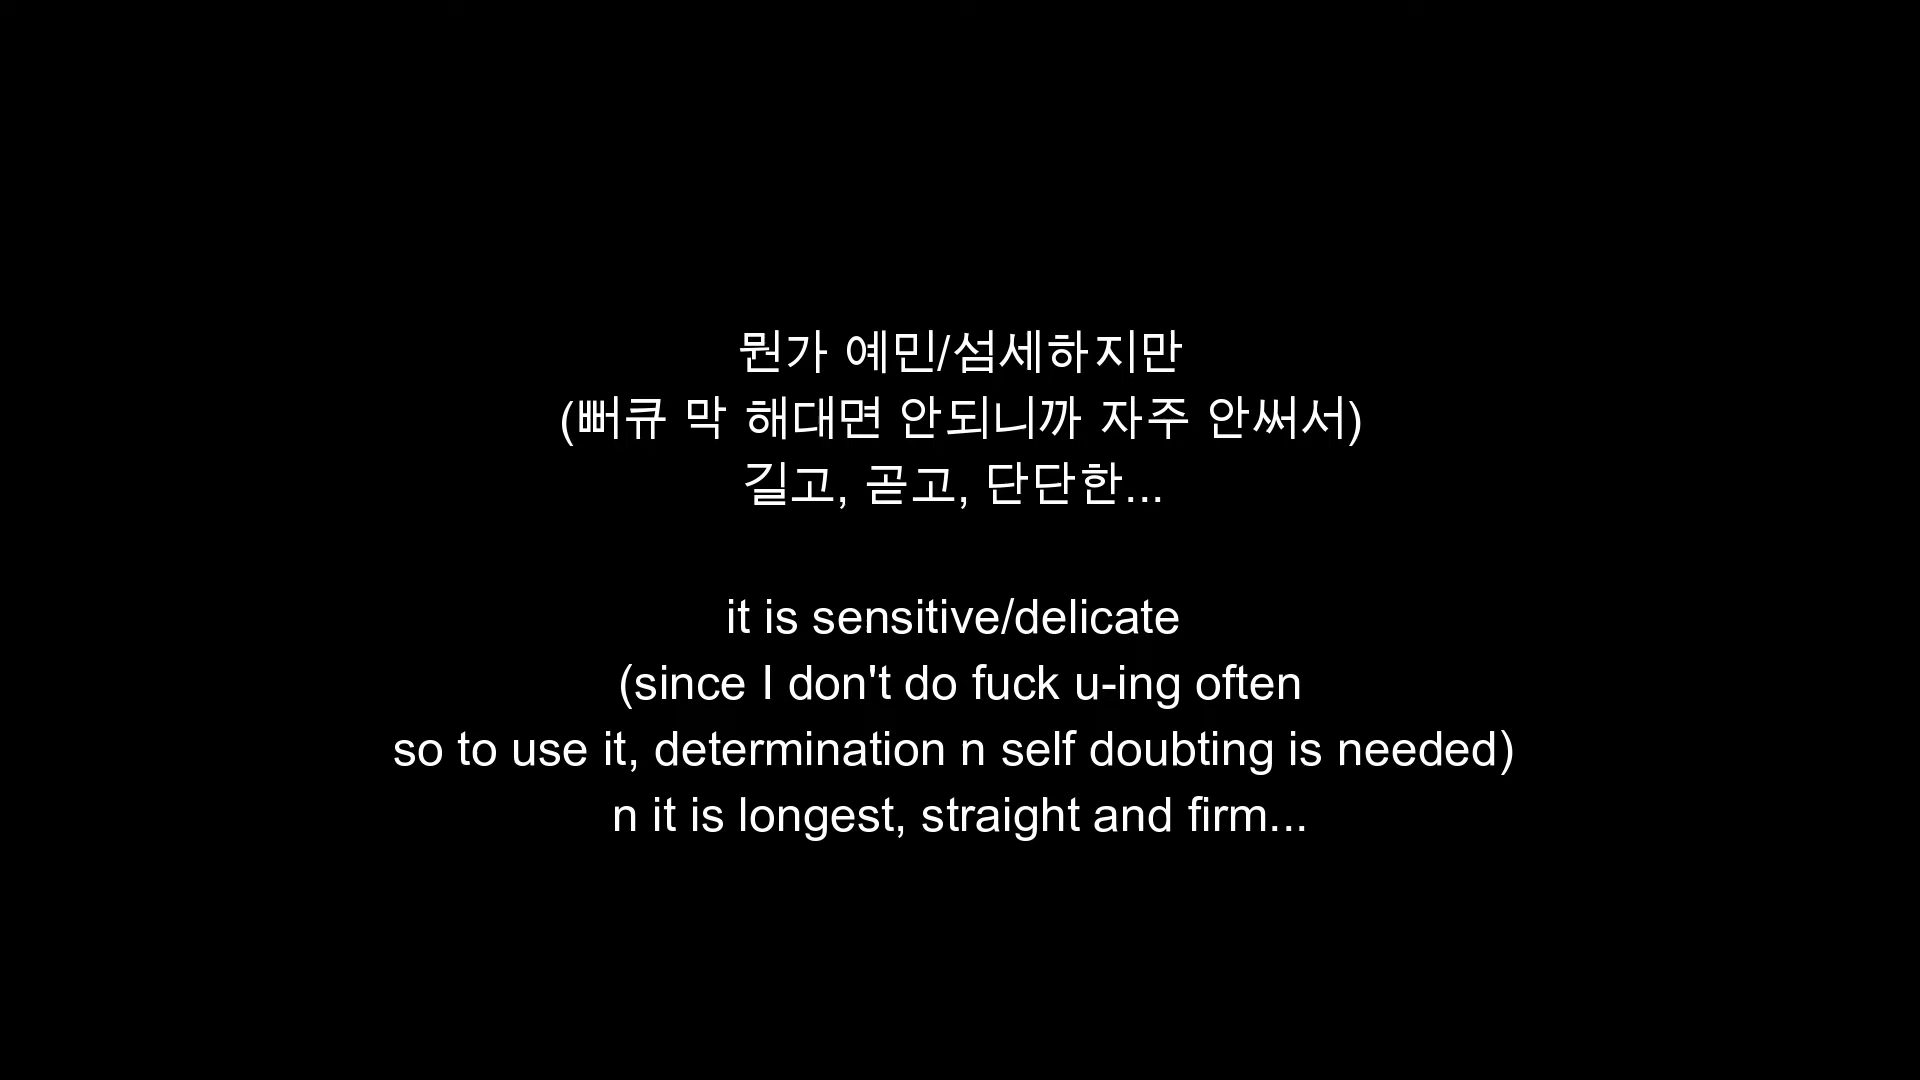 뭔가 예민/섬세하지만
(뻐큐 막 해대면 안되니까 자주 안써서)
길고, 곧고, 단단한...
it is sensitive/delicate
(since I don't do fuck u-ing often
so to use it, determination n self doubting is needed)
n it is longest, straight and firm...